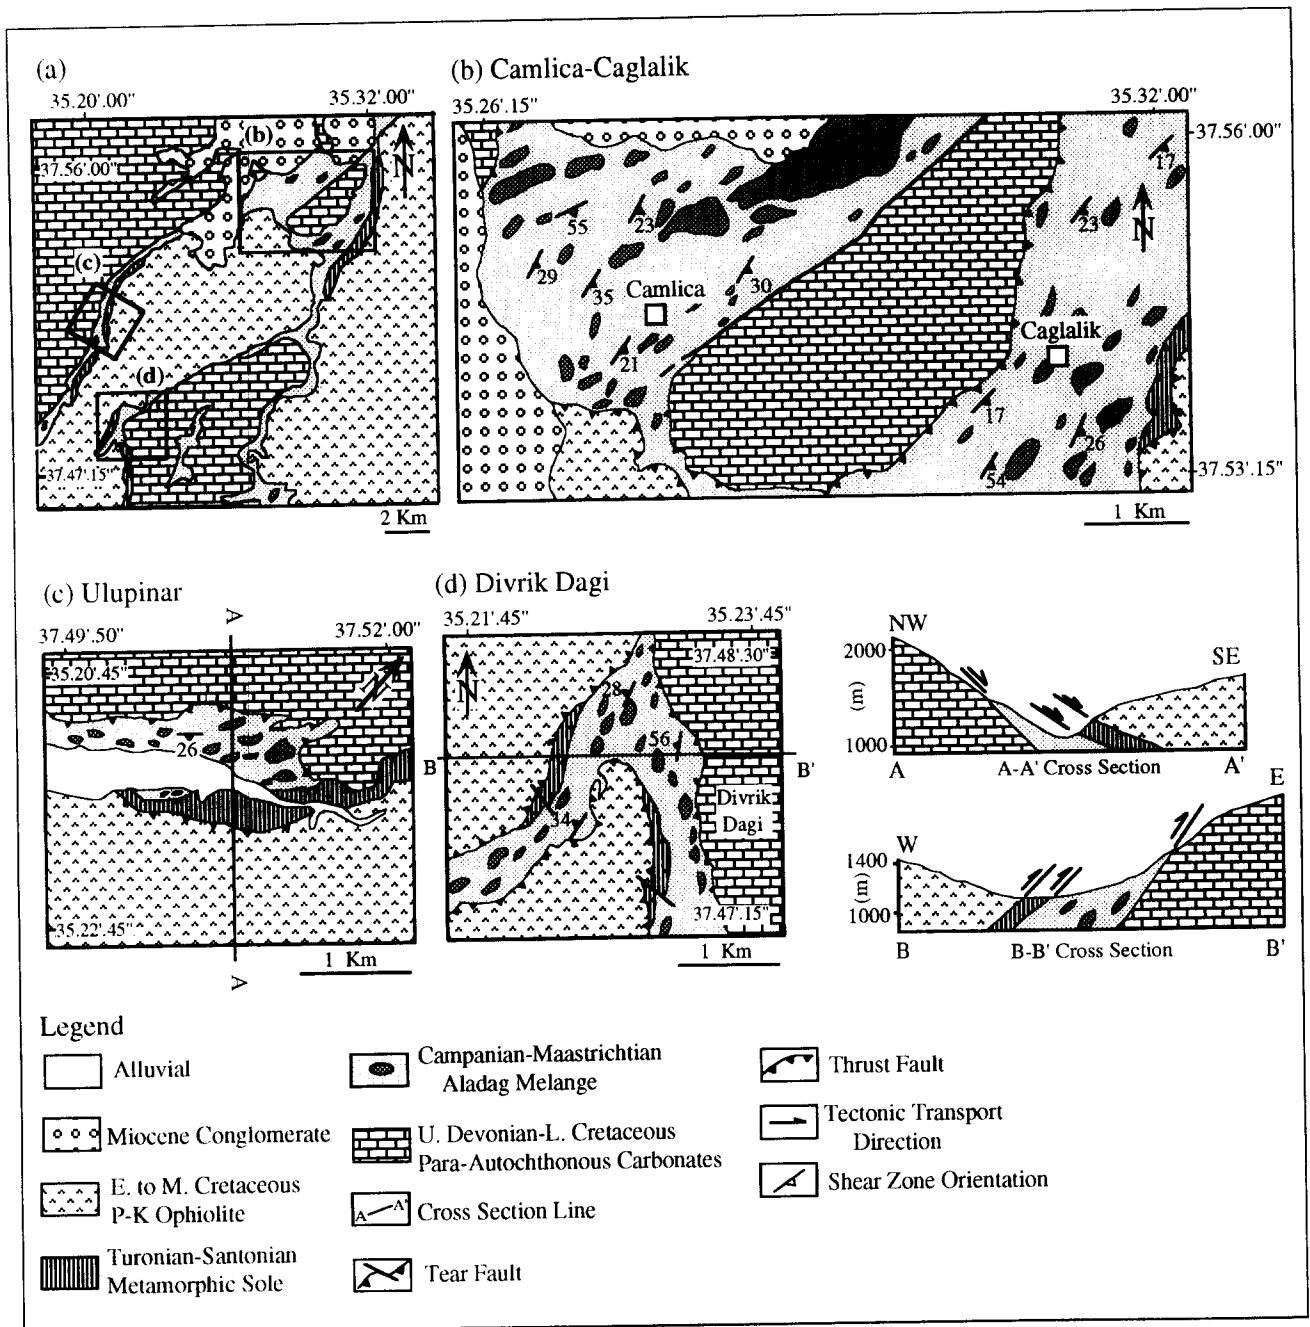 (a)
35.20'.00"
35.32'.00"
(b)
37.56'.00"
N
(c)
(d)
37.47'.15"
2 Km
(b) Camlica-Caglalik
35.26'.15"
35.32'.00"
37.56'.00"
17
55
23
23
N
29
35
30
Camlica
Caglalik
21
17
26
54
37.53'.15"
1 Km
(c) Ulupinar
A
37.49'.50"
37.52'.00"
35.20'.45"
N
26
35.22'.45"
1 Km
A
(d) Divrik Dagi
35.21'.45"
35.23'.45"
37.48'.30"
N
28
56
B
B'
Divrik
Dagi
34
37.47'.15"
1 Km
NW
2000
SE
(m)
1000
A
A-A' Cross Section
A'
E
W
1400
(m)
1000
B
B-B' Cross Section
B'
Legend
Alluvial
Miocene Conglomerate
E. to M. Cretaceous
P-K Ophiolite
Turonian-Santonian
Metamorphic Sole
Campanian-Maastrichtian
Aladag Melange
U. Devonian-L. Cretaceous
Para-Autochthonous Carbonates
A A'
Cross Section Line
Tear Fault
Thrust Fault
Tectonic Transport
Direction
Shear Zone Orientation